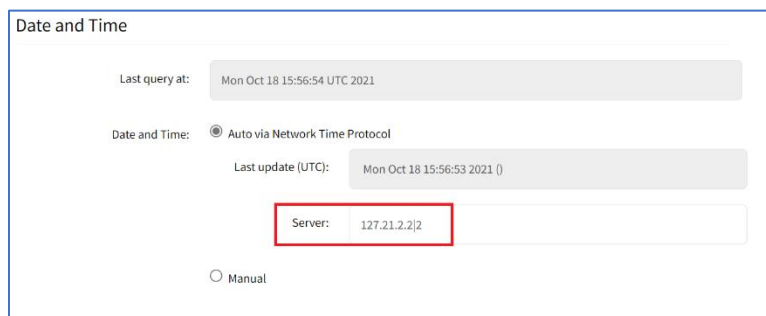 Date and Time
Last query at: Mon Oct 18 15:56:54 UTC 2021
Date and Time: Auto via Network Time Protocol
Last update (UTC): Mon Oct 18 15:56:53 2021 ()
Server: 127.21.2.2|2
Manual